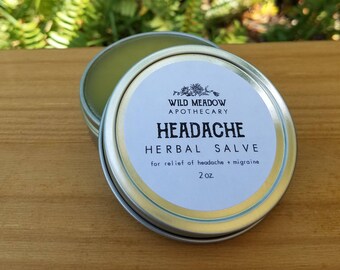 WILD MEADOW
APOTHECARY
HEADACHE
HERBAL SALVE
for relief of headache + migraine
2 oz.